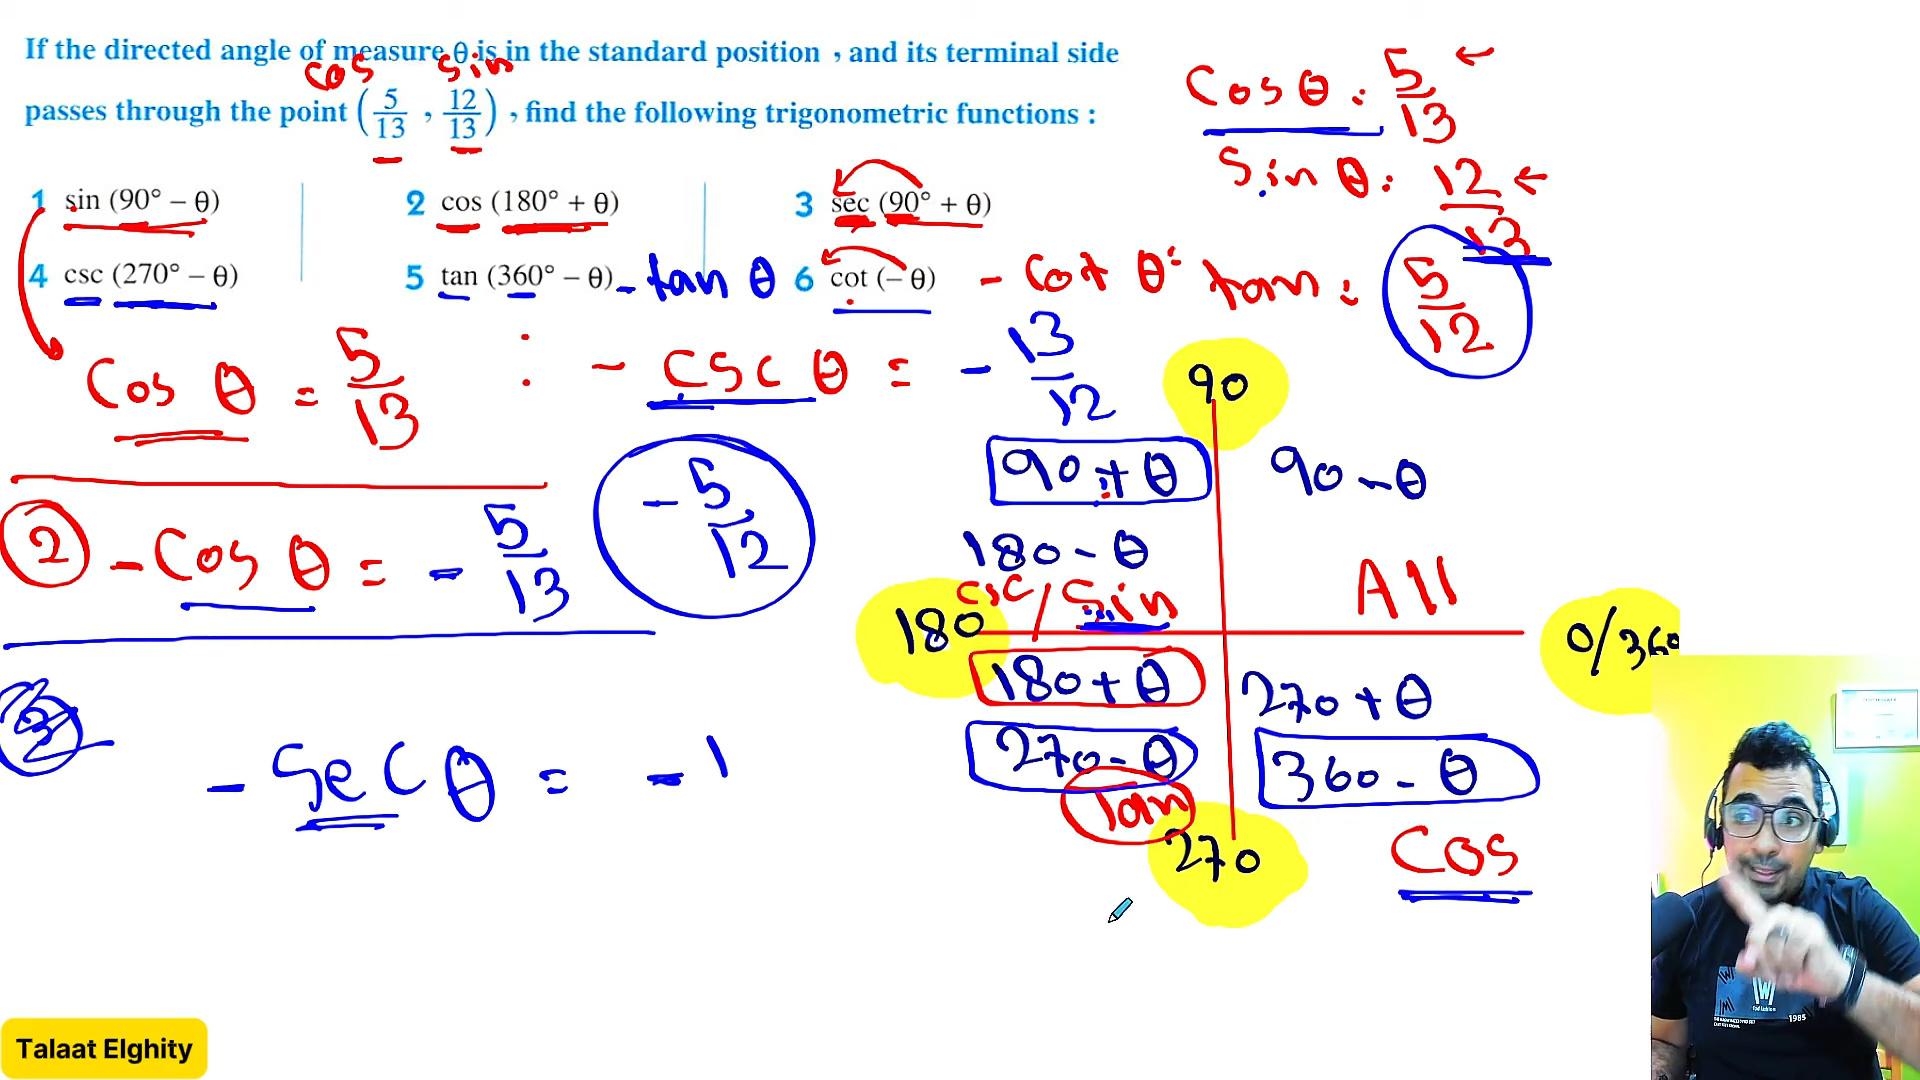 If the directed angle of measure θ is in the standard position , and its terminal side
cos sin
passes through the point ( 5/13 , 12/13 ) , find the following trigonometric functions :
1 sin (90° – θ)
2 cos (180° + θ)
3 sec (90° + θ)
4 csc (270° – θ)
5 tan (360° – θ) - tan θ
6 cot (– θ) - cot θ
cos θ : 5/13
sin θ : 12/13
tan : 5/12
cos θ = 5/13 : - csc θ = - 13/12
- 5/12
2 - cos θ = - 5/13
3
- sec θ = - 1
90
90 + θ
90 - θ
180 - θ
csc / sin
All
180
0/360
180 + θ
270 + θ
270 - θ
360 - θ
Tan
270
cos
W
1985
Talaat Elghity